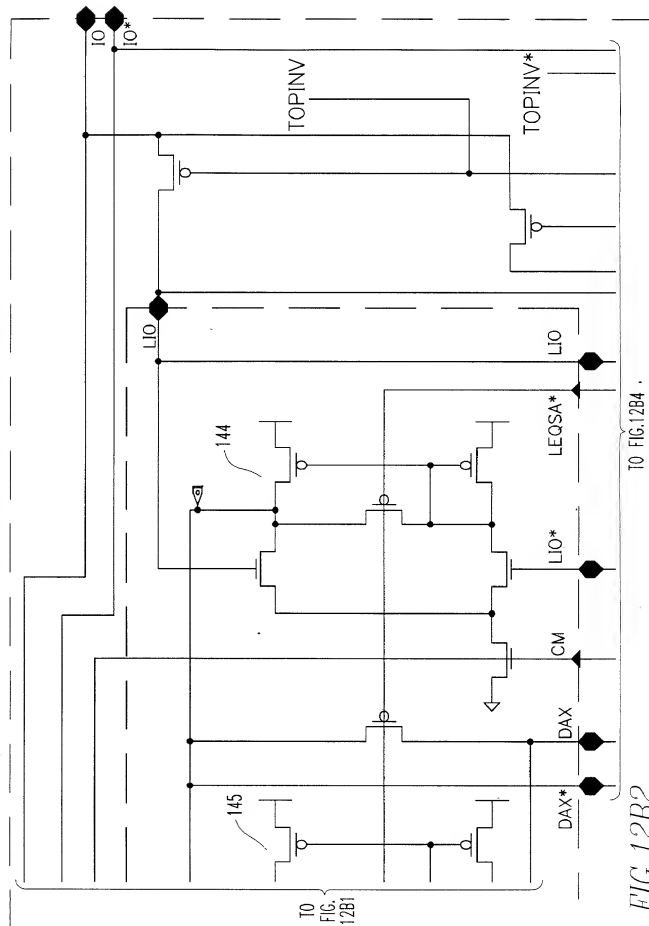 IO
IO*
TOPINV
TOPINV*
LIO
LIO
LEQSA*
144
LIO*
CM
DAX
DAX*
145
TO
FIG.
12B1
TO FIG.12B4 .
FIG 12B2